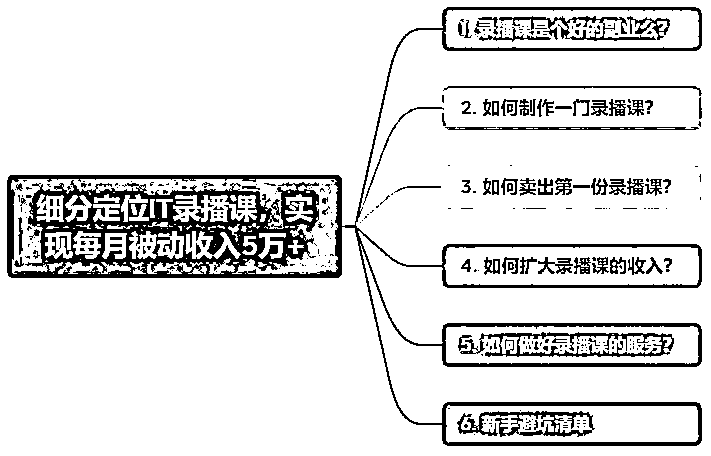 细分定位IT录播课，实
现每月被动收入5万+
1. 录播课是个好的副业么？
2. 如何制作一门录播课？
3. 如何卖出第一份录播课？
4. 如何扩大录播课的收入？
5. 如何做好录播课的服务？
6. 新手避坑清单